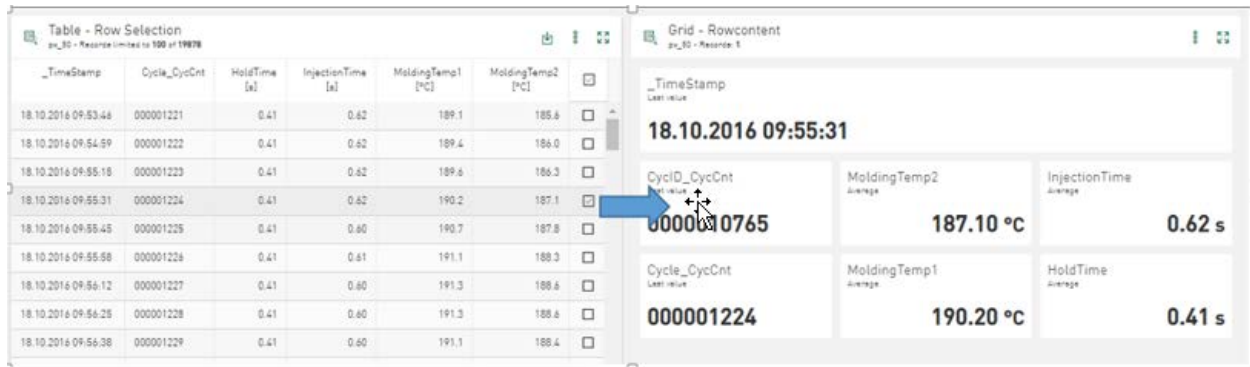 Table - Row Selection
px_80 - Records limited to 100 of 19878
_TimeStamp Cycle_CycCnt HoldTime [s] InjectionTime [s] MoldingTemp1 [°C] MoldingTemp2 [°C]
18.10.2016 09:53:46 000001221 0.41 0.62 189.1 185.6
18.10.2016 09:54:59 000001222 0.41 0.62 189.4 186.0
18.10.2016 09:55:18 000001223 0.41 0.62 189.6 186.3
18.10.2016 09:55:31 000001224 0.41 0.62 190.2 187.1
18.10.2016 09:55:45 000001225 0.41 0.60 190.7 187.8
18.10.2016 09:55:58 000001226 0.41 0.61 191.1 188.3
18.10.2016 09:56:12 000001227 0.41 0.60 191.3 188.6
18.10.2016 09:56:25 000001228 0.41 0.60 191.3 188.6
18.10.2016 09:56:38 000001229 0.41 0.60 191.1 188.4
Grid - Rowcontent
px_80 - Records: 1
_TimeStamp
Last value
18.10.2016 09:55:31
CycID_CycCnt MoldingTemp2 InjectionTime
Last value Average Average
0000010765 187.10 °C 0.62 s
Cycle_CycCnt MoldingTemp1 HoldTime
Last value Average Average
000001224 190.20 °C 0.41 s